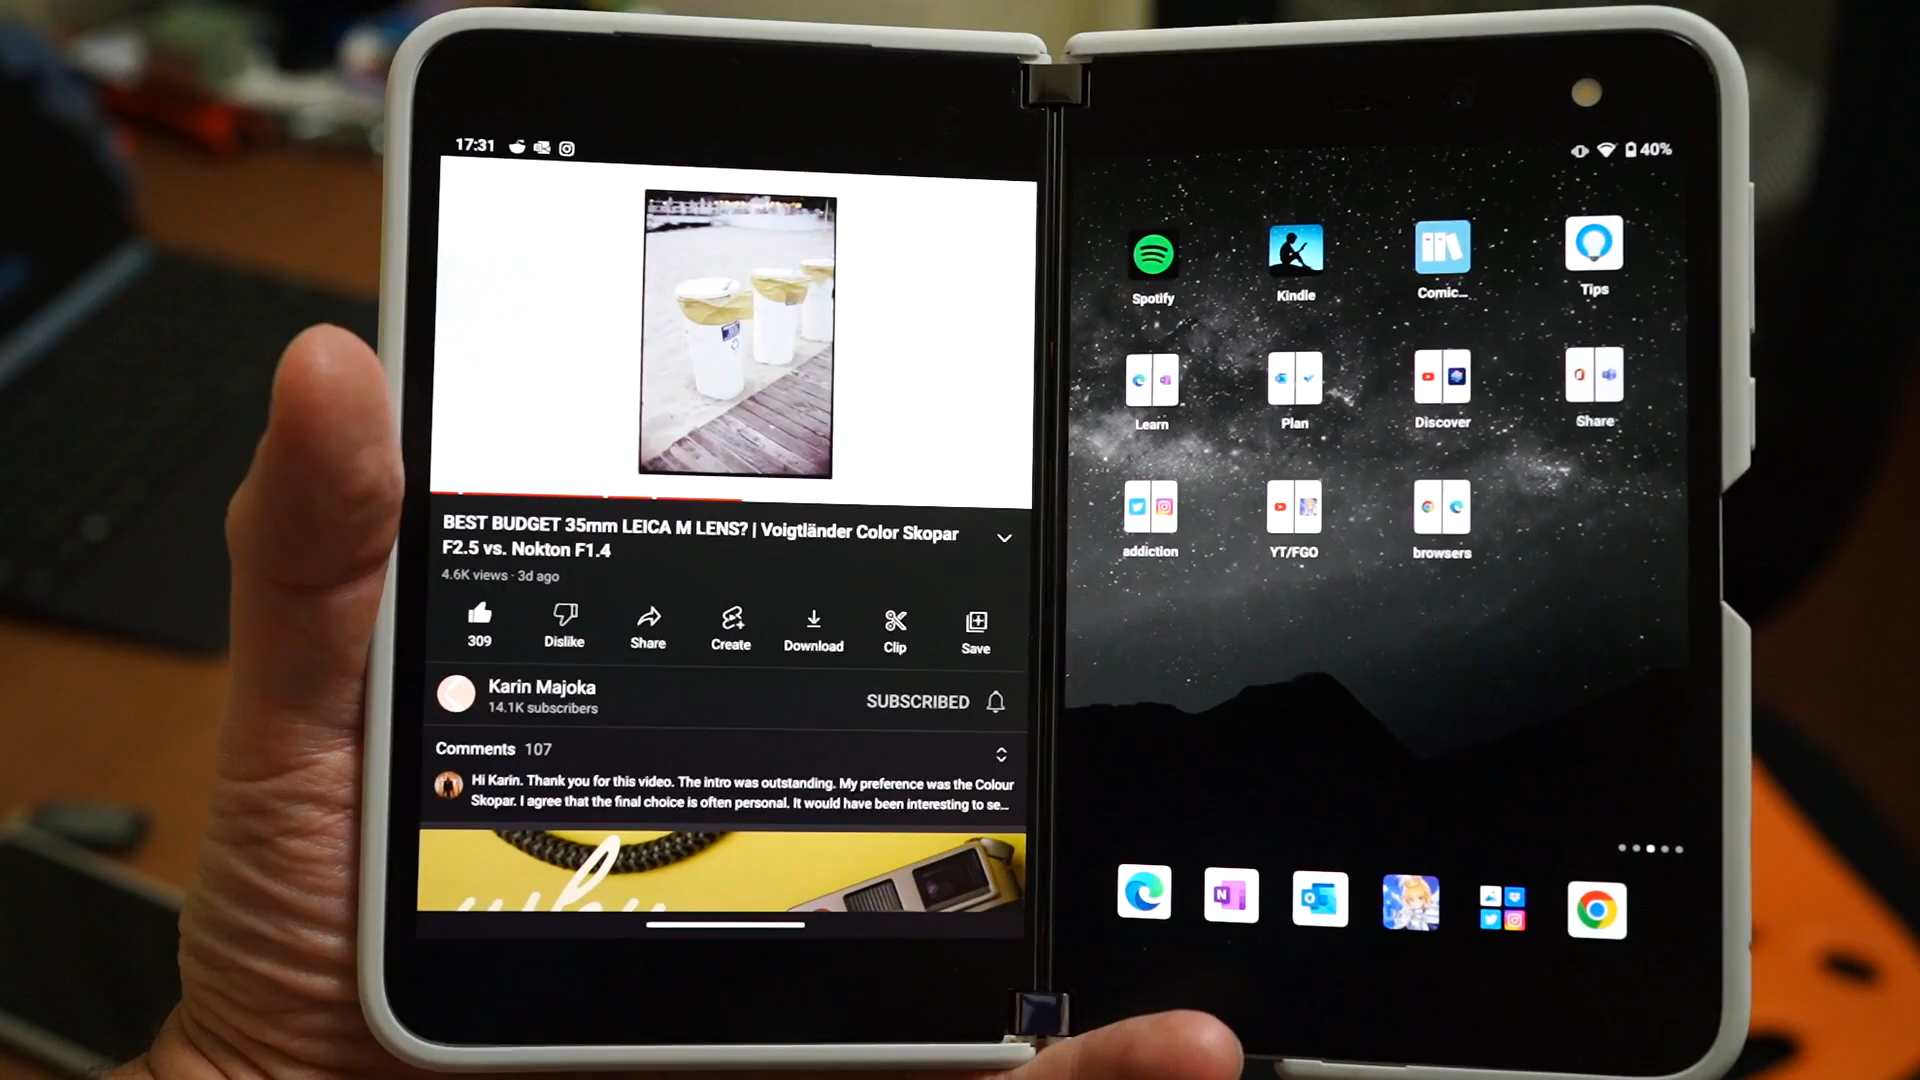 17:31
BEST BUDGET 35mm LEICA M LENS? | Voigtländer Color Skopar
F2.5 vs. Nokton F1.4
4.6K views · 3d ago
309
Dislike
Share
Create
Download
Clip
Save
Karin Majoka
14.1K subscribers
SUBSCRIBED
Comments 107
Hi Karin. Thank you for this video. The intro was outstanding. My preference was the Colour
Skopar. I agree that the final choice is often personal. It would have been interesting to se...
why
40%
Spotify
Kindle
Comic...
Tips
Learn
Plan
Discover
Share
addiction
YT/FGO
browsers